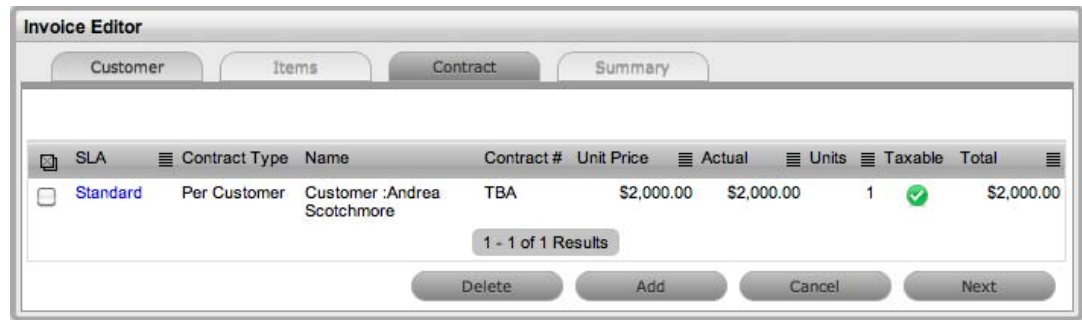 Invoice Editor
Customer Items Contract Summary
SLA Contract Type Name Contract # Unit Price Actual Units Taxable Total
Standard Per Customer Customer :Andrea TBA $2,000.00 $2,000.00 1 $2,000.00
Scotchmore
1 - 1 of 1 Results
Delete Add Cancel Next